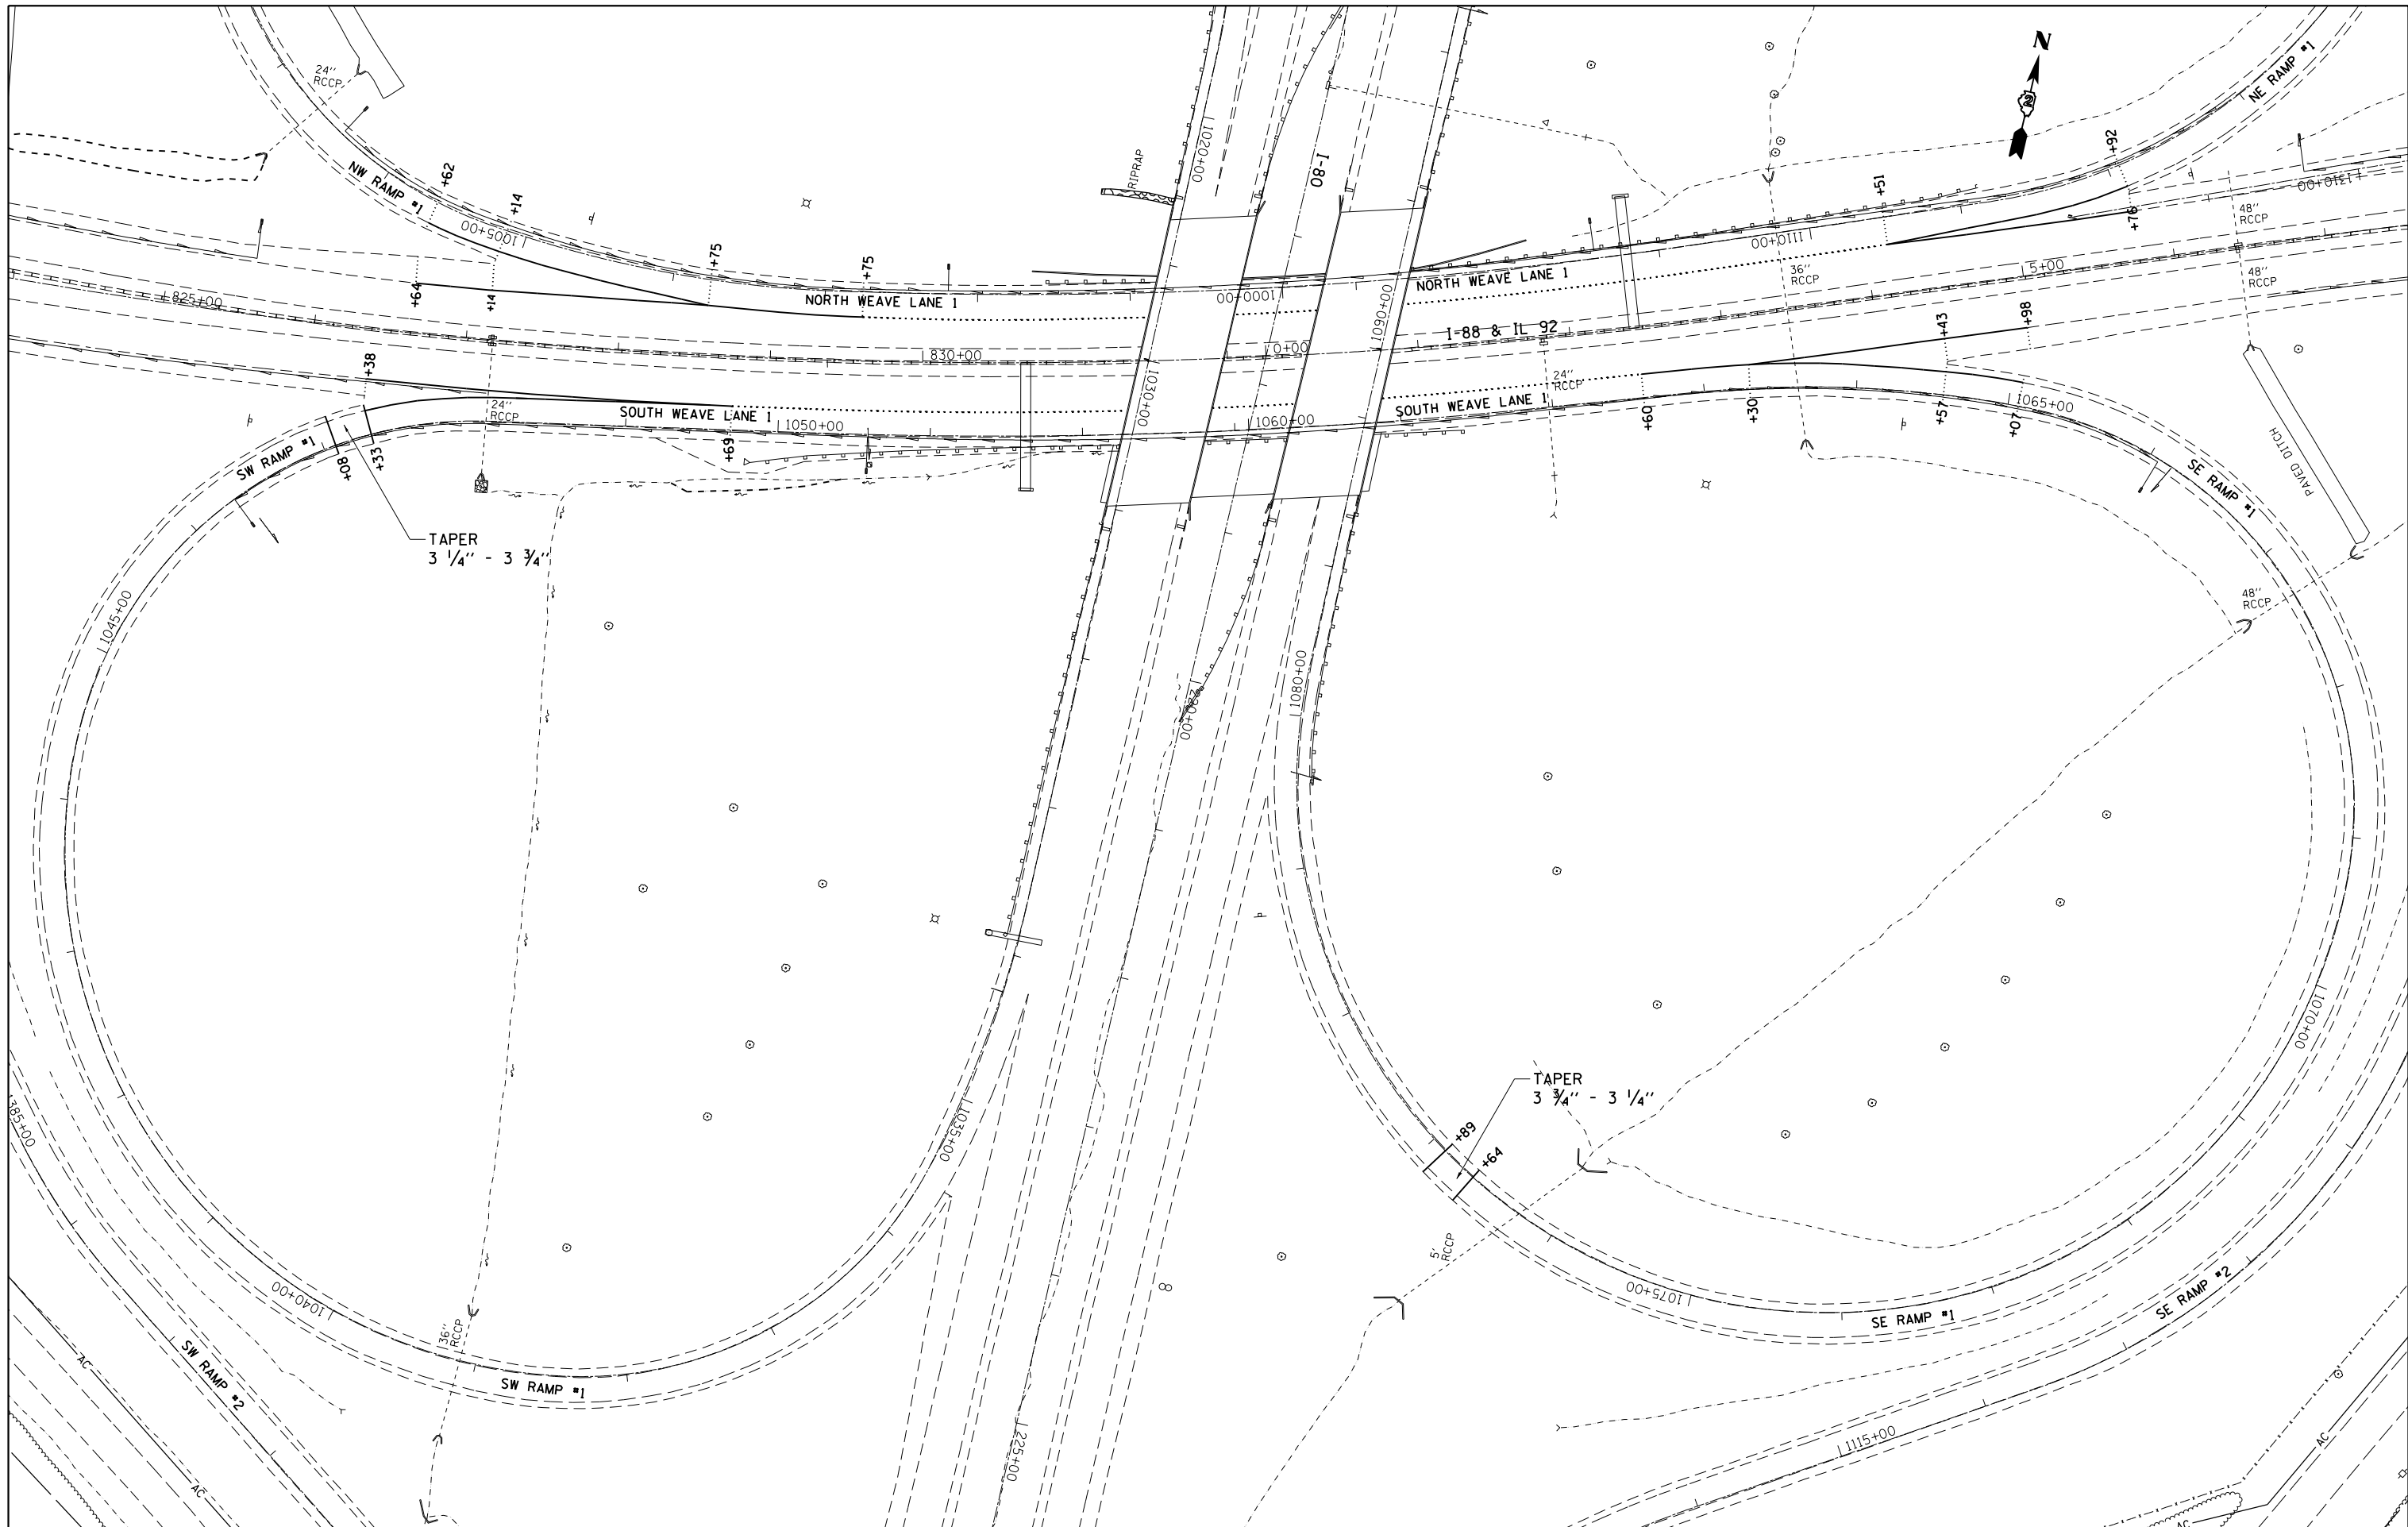 24"
RCCP
NW RAMP #1
+62
+14
1005+00
+75
+75
RIPRAP
1020+00
I-80
N
NE RAMP #1
+92
+51
1310+00
+76
48"
RCCP
1110+00
36"
RCCP
5+00
48"
RCCP
825+00
+64
+14
NORTH WEAVE LANE 1
1000+00
NORTH WEAVE LANE 1
1090+00
I-88 & IL 92
+43
+98
+38
830+00
0+00
1030+00
24"
RCCP
SOUTH WEAVE LANE 1
24"
RCCP
SOUTH WEAVE LANE 1
1050+00
1060+00
+69
+60
+30
+57
+07
1065+00
SW RAMP #1
+08
+33
SE RAMP #1
PAVED DITCH
TAPER
3 1/4" - 3 3/4"
48"
RCCP
1045+00
220+00
1080+00
1070+00
385+00
1035+00
TAPER
3 3/4" - 3 1/4"
+89
+64
5'
RCCP
1040+00
1075+00
SE RAMP #1
SE RAMP #2
36"
RCCP
SW RAMP #2
SW RAMP #1
AC
AC
225+00
1115+00
AC
AC